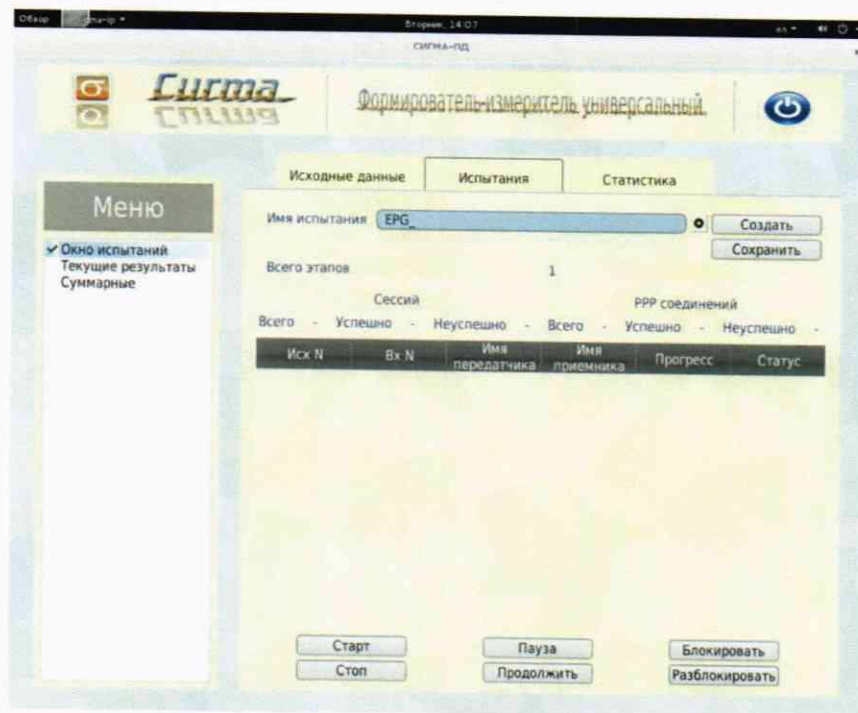 Обзор
Вторник, 14:07
en
СИГМА-ПД
σ
Сигма
Формирователь-измеритель универсальный
Меню
✓ Окно испытаний
Текущие результаты
Суммарные
Исходные данные
Испытания
Статистика
Имя испытания EPG_
Создать
Сохранить
Всего этапов 1
Сессий
PPP соединений
Всего - Успешно - Неуспешно - Всего - Успешно - Неуспешно -
Исх N
Вх N
Имя передатчика
Имя приемника
Прогресс
Статус
Старт
Пауза
Блокировать
Стоп
Продолжить
Разблокировать